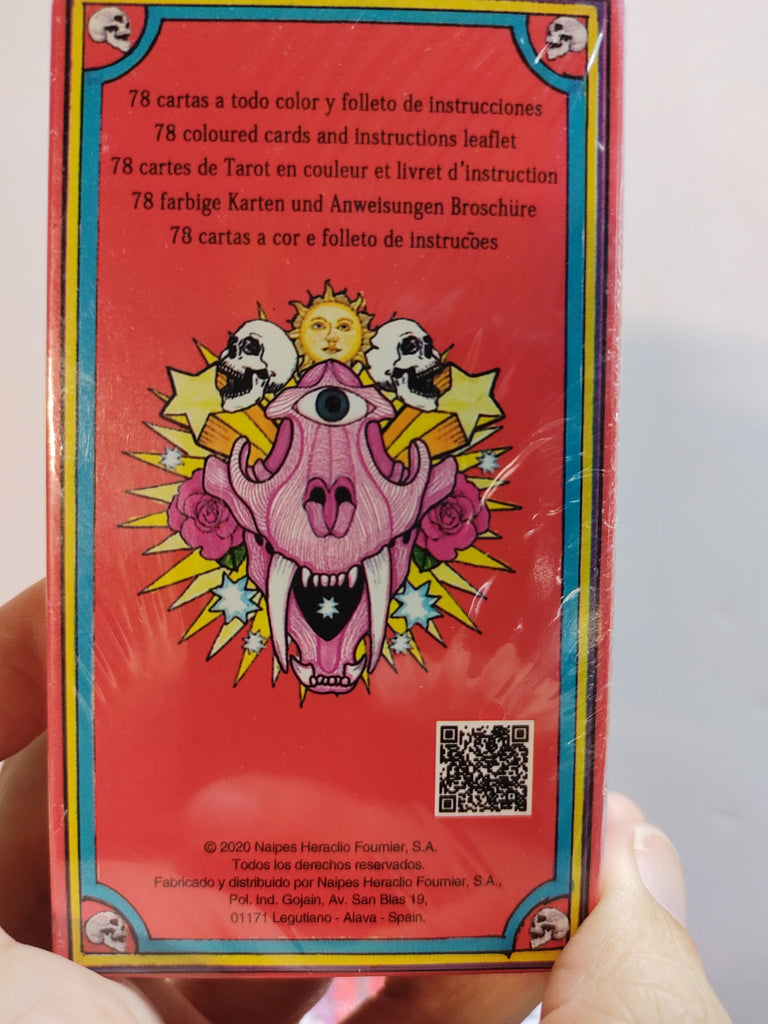 78 cartas a todo color y folleto de instrucciones
78 coloured cards and instructions leaflet
78 cartes de Tarot en couleur et livret d'instruction
78 farbige Karten und Anweisungen Broschüre
78 cartas a cor e folleto de instruc̃oes
© 2020 Naipes Heraclio Fournier, S.A.
Todos los derechos reservados.
Fabricado y distribuido por Naipes Heraclio Fournier, S.A.,
Pol. Ind. Gojain, Av. San Blas 19,
01171 Legutiano - Alava - Spain.